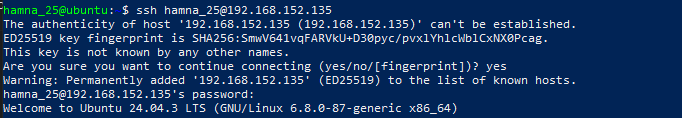 hamna_25@ubuntu: $ ssh hamna_25@192.168.152.135
The authenticity of host '192.168.152.135 (192.168.152.135)' can't be established.
ED25519 key fingerprint is SHA256:SmwV641vqFARVkU+D30pyc/pvxlYhlcWblCxNX0Pcag.
This key is not known by any other names.
Are you sure you want to continue connecting (yes/no/[fingerprint])? yes
Warning: Permanently added '192.168.152.135' (ED25519) to the list of known hosts.
hamna_25@192.168.152.135's password:
Welcome to Ubuntu 24.04.3 LTS (GNU/Linux 6.8.0-87-generic x86_64)